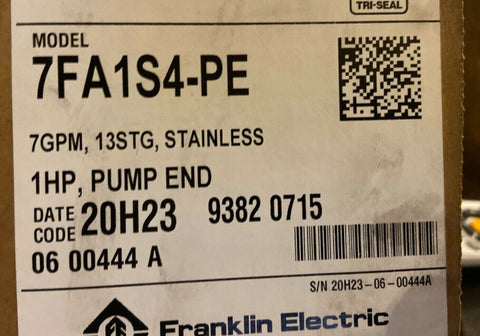 TRI-SEAL
MODEL
7FA1S4-PE
7GPM, 13STG, STAINLESS
1HP, PUMP END
DATE CODE 20H23 9382 0715
06 00444 A
S/N 20H23-06-00444A
Franklin Electric